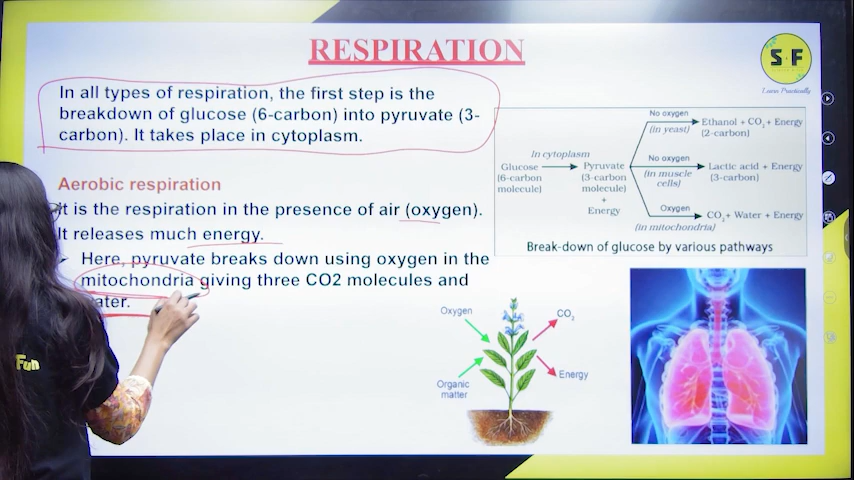 RESPIRATION
S F
Learn Practically
In all types of respiration, the first step is the
breakdown of glucose (6-carbon) into pyruvate (3-
carbon). It takes place in cytoplasm.
Aerobic respiration
It is the respiration in the presence of air (oxygen).
It releases much energy.
Here, pyruvate breaks down using oxygen in the
mitochondria giving three CO2 molecules and
ater.
In cytoplasm
Glucose
(6-carbon
molecule)
Pyruvate
(3-carbon
molecule)
+
Energy
No oxygen
(in yeast)
Ethanol + CO2 + Energy
(2-carbon)
No oxygen
(in muscle
cells)
Lactic acid + Energy
(3-carbon)
Oxygen
(in mitochondria)
CO2 + Water + Energy
Break-down of glucose by various pathways
Oxygen
CO2
Organic
matter
Energy
Fun